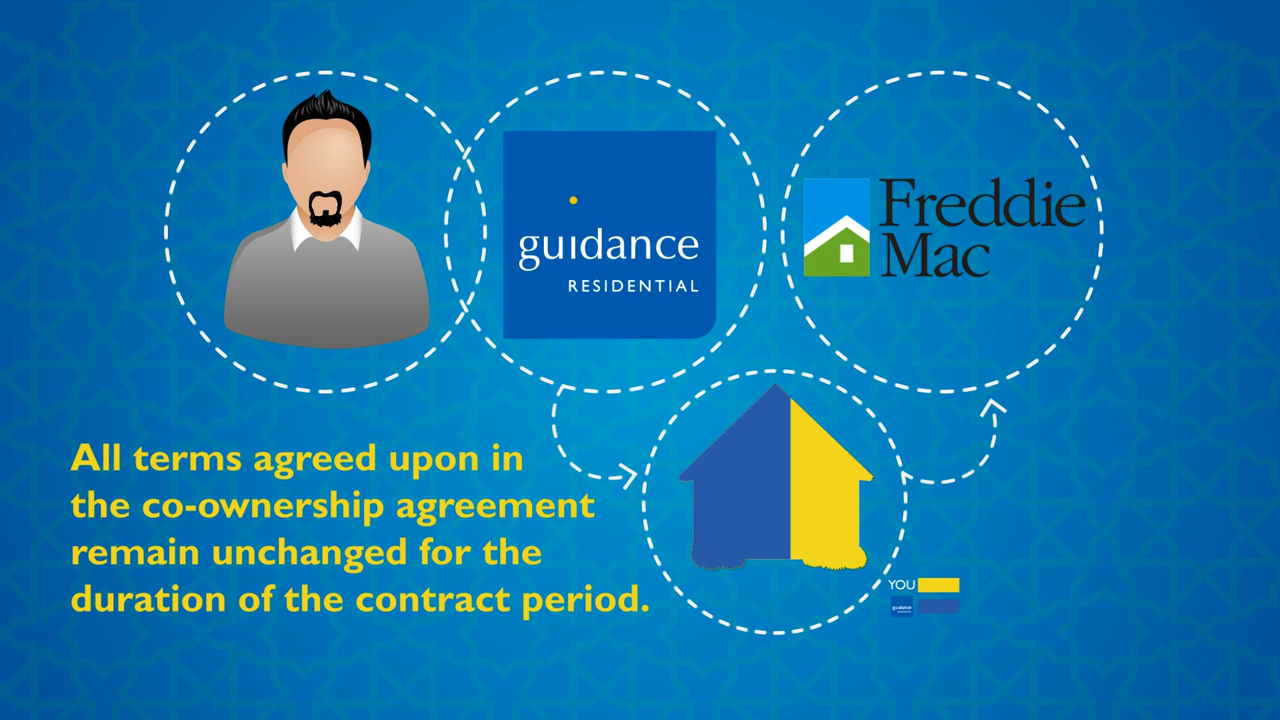 guidance
RESIDENTIAL
Freddie
Mac
All terms agreed upon in
the co-ownership agreement
remain unchanged for the
duration of the contract period.
YOU
guidance